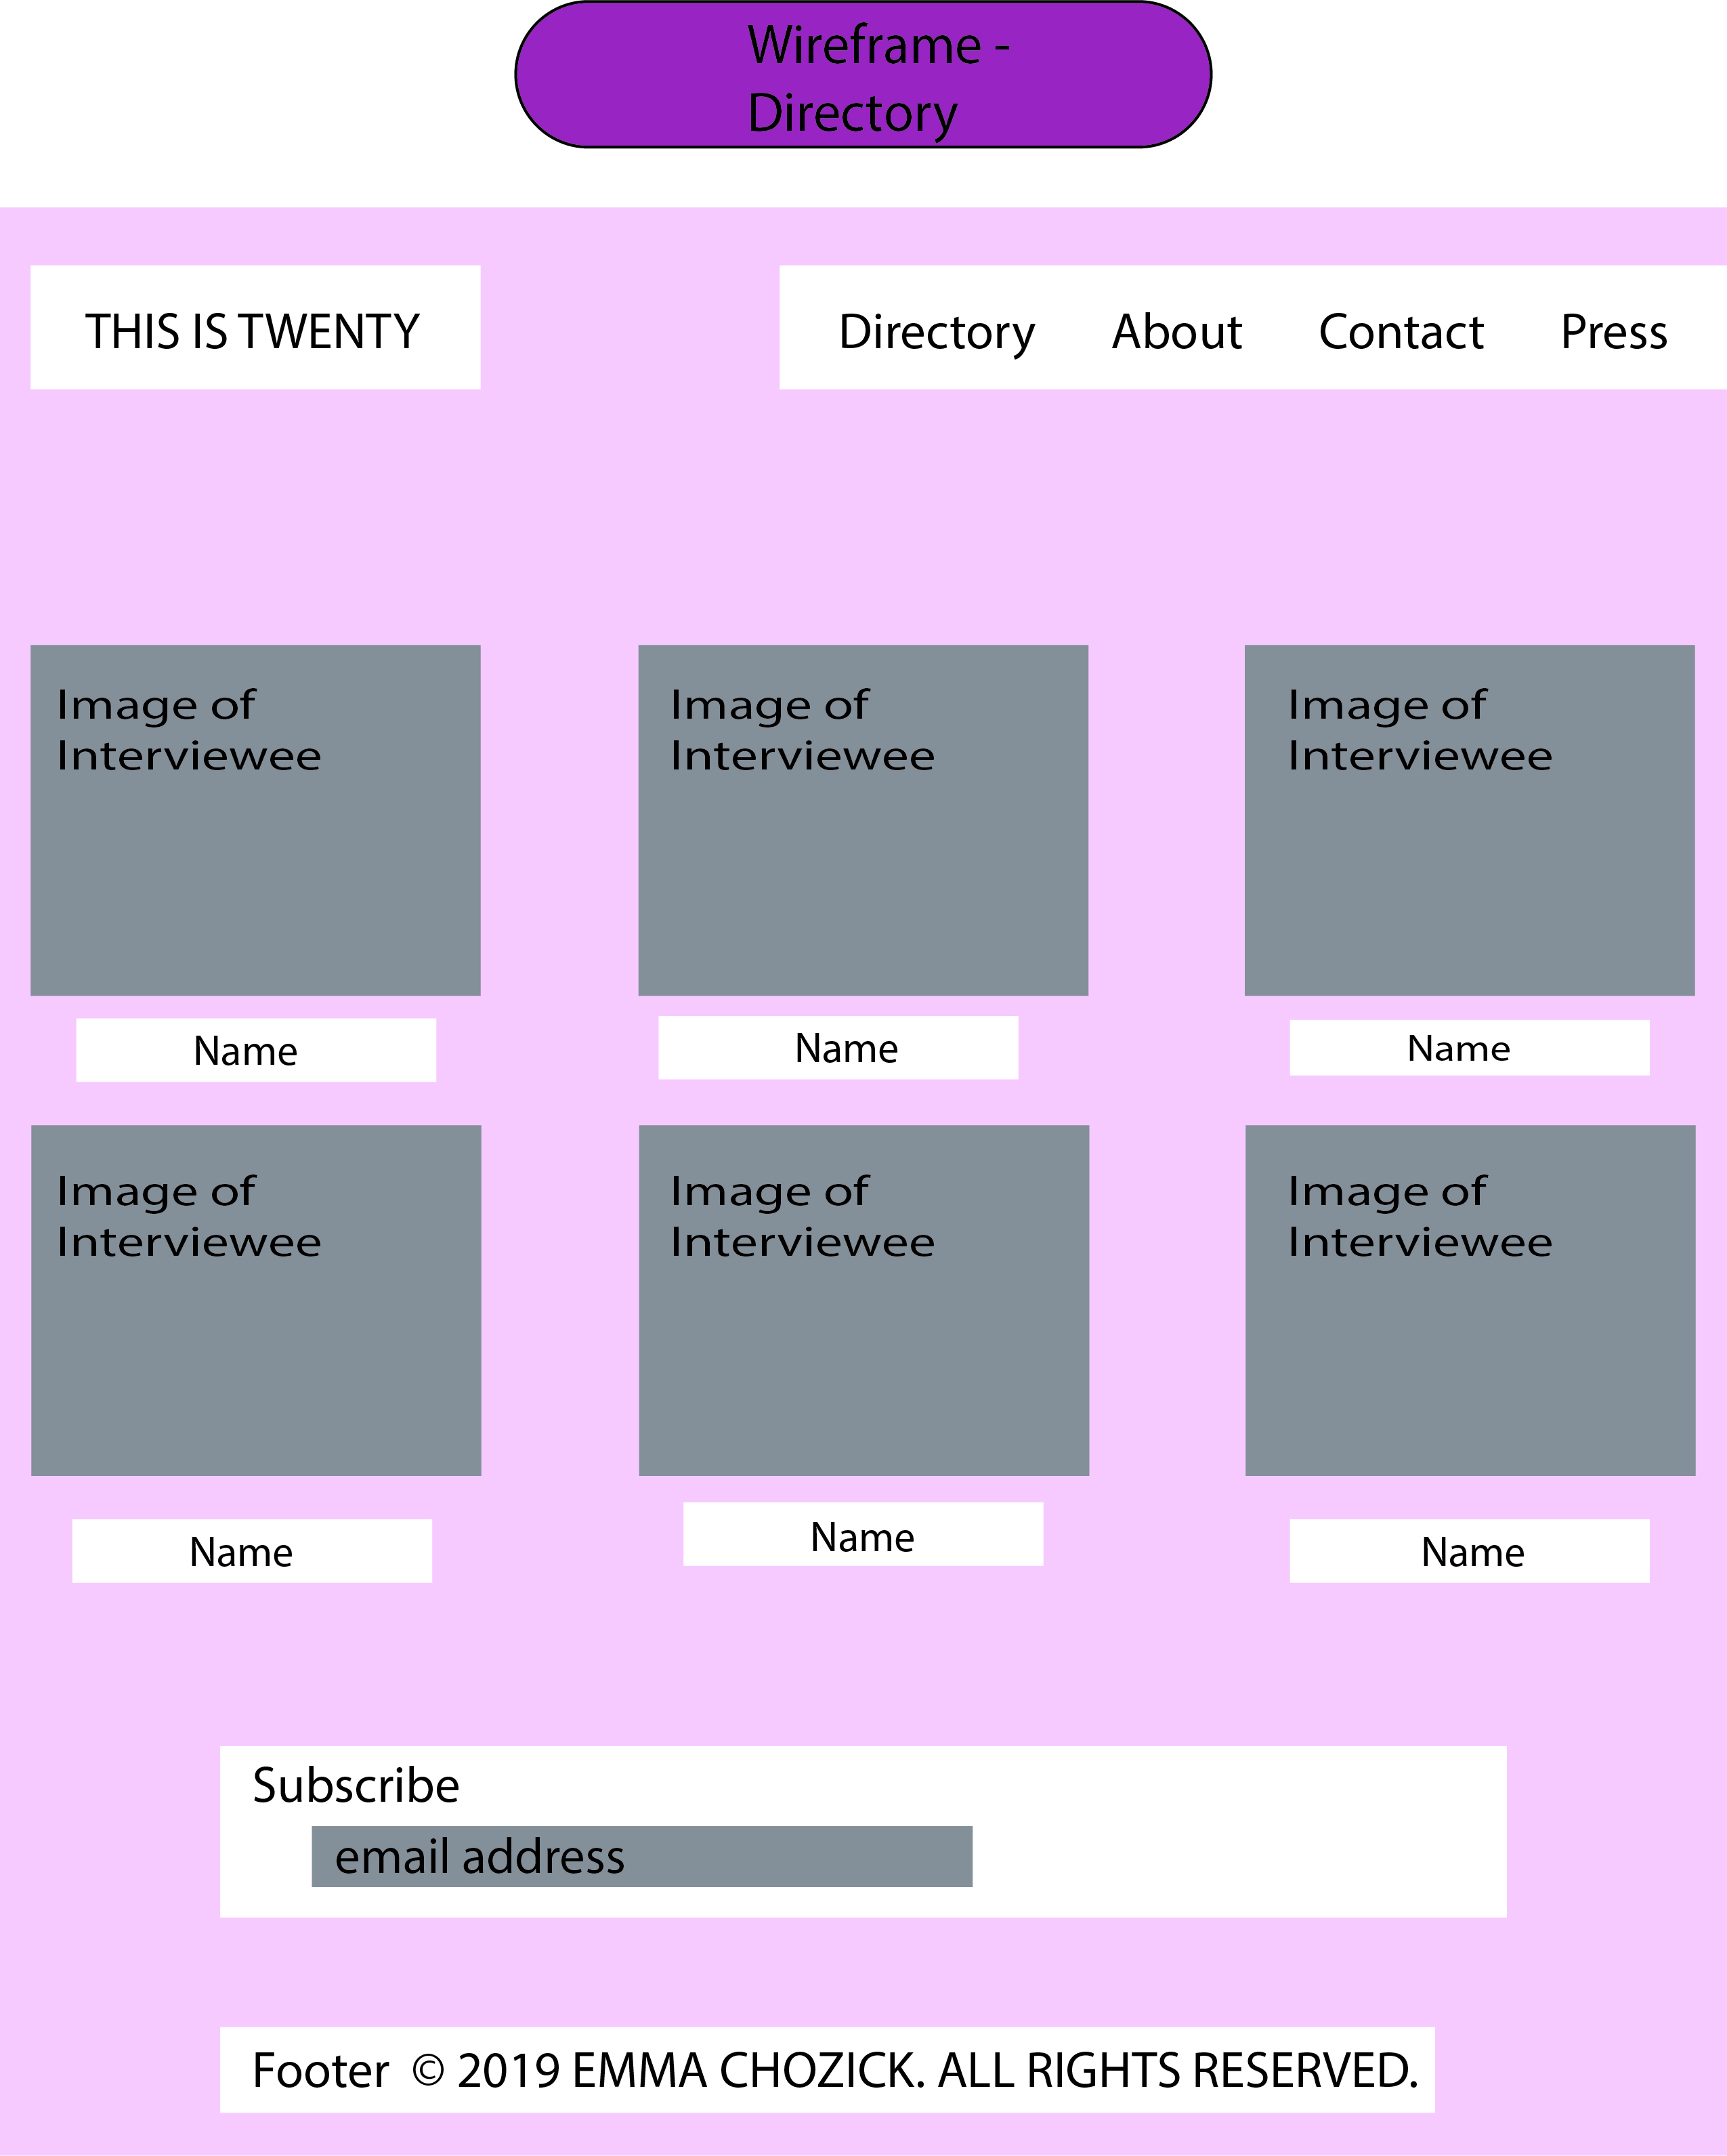 Wireframe -
Directory
THIS IS TWENTY
Directory About Contact Press
Image of
Interviewee
Image of
Interviewee
Image of
Interviewee
Name
Name
Name
Image of
Interviewee
Image of
Interviewee
Image of
Interviewee
Name
Name
Name
Subscribe
email address
Footer © 2019 EMMA CHOZICK. ALL RIGHTS RESERVED.